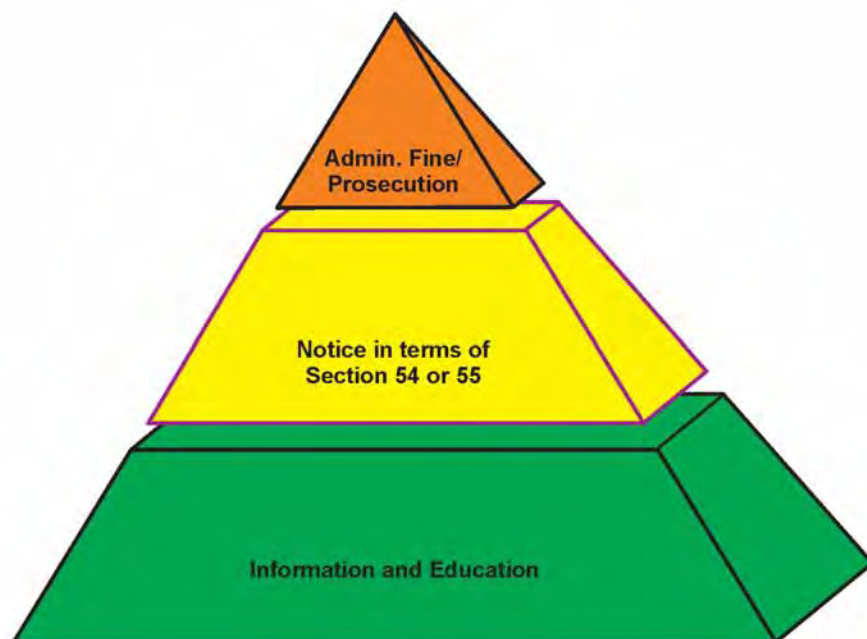 Admin. Fine/
Prosecution
Notice in terms of
Section 54 or 55
Information and Education